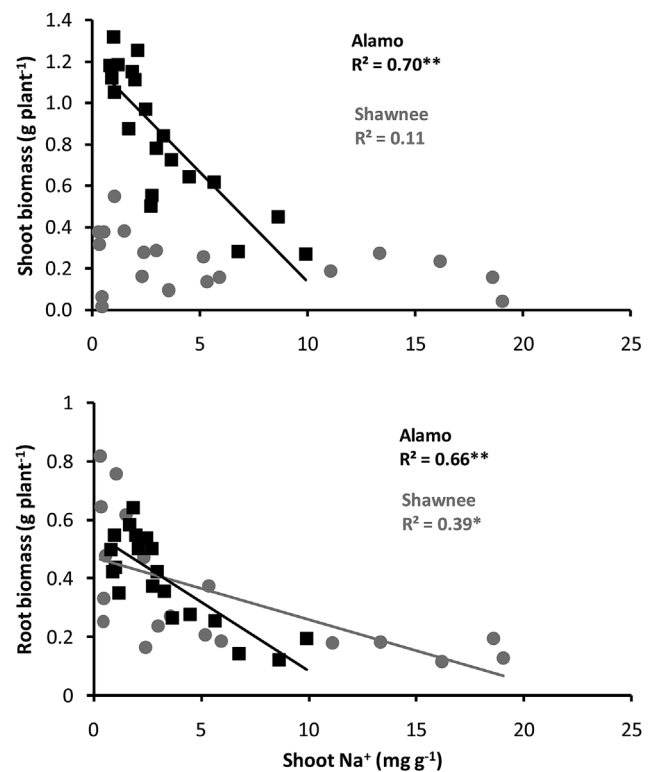 1.4
1.2
1.0
0.8
0.6
0.4
0.2
0.0
Shoot biomass (g plant⁻¹)
Alamo
R² = 0.70**
Shawnee
R² = 0.11
0 5 10 15 20 25
1
0.8
0.6
0.4
0.2
0
Root biomass (g plant⁻¹)
Alamo
R² = 0.66**
Shawnee
R² = 0.39*
0 5 10 15 20 25
Shoot Na⁺ (mg g⁻¹)